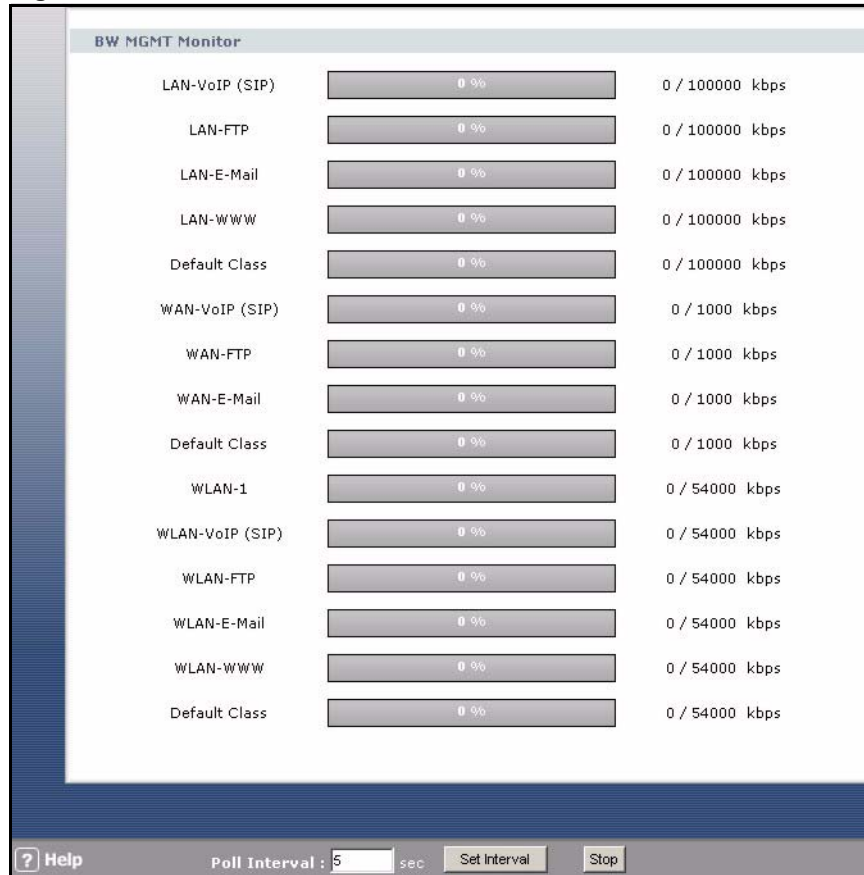 BW MGMT Monitor
LAN-VoIP (SIP) 0 % 0 / 100000 kbps
LAN-FTP 0 % 0 / 100000 kbps
LAN-E-Mail 0 % 0 / 100000 kbps
LAN-WWW 0 % 0 / 100000 kbps
Default Class 0 % 0 / 100000 kbps
WAN-VoIP (SIP) 0 % 0 / 1000 kbps
WAN-FTP 0 % 0 / 1000 kbps
WAN-E-Mail 0 % 0 / 1000 kbps
Default Class 0 % 0 / 1000 kbps
WLAN-1 0 % 0 / 54000 kbps
WLAN-VoIP (SIP) 0 % 0 / 54000 kbps
WLAN-FTP 0 % 0 / 54000 kbps
WLAN-E-Mail 0 % 0 / 54000 kbps
WLAN-WWW 0 % 0 / 54000 kbps
Default Class 0 % 0 / 54000 kbps
? Help Poll Interval : 5 sec Set Interval Stop